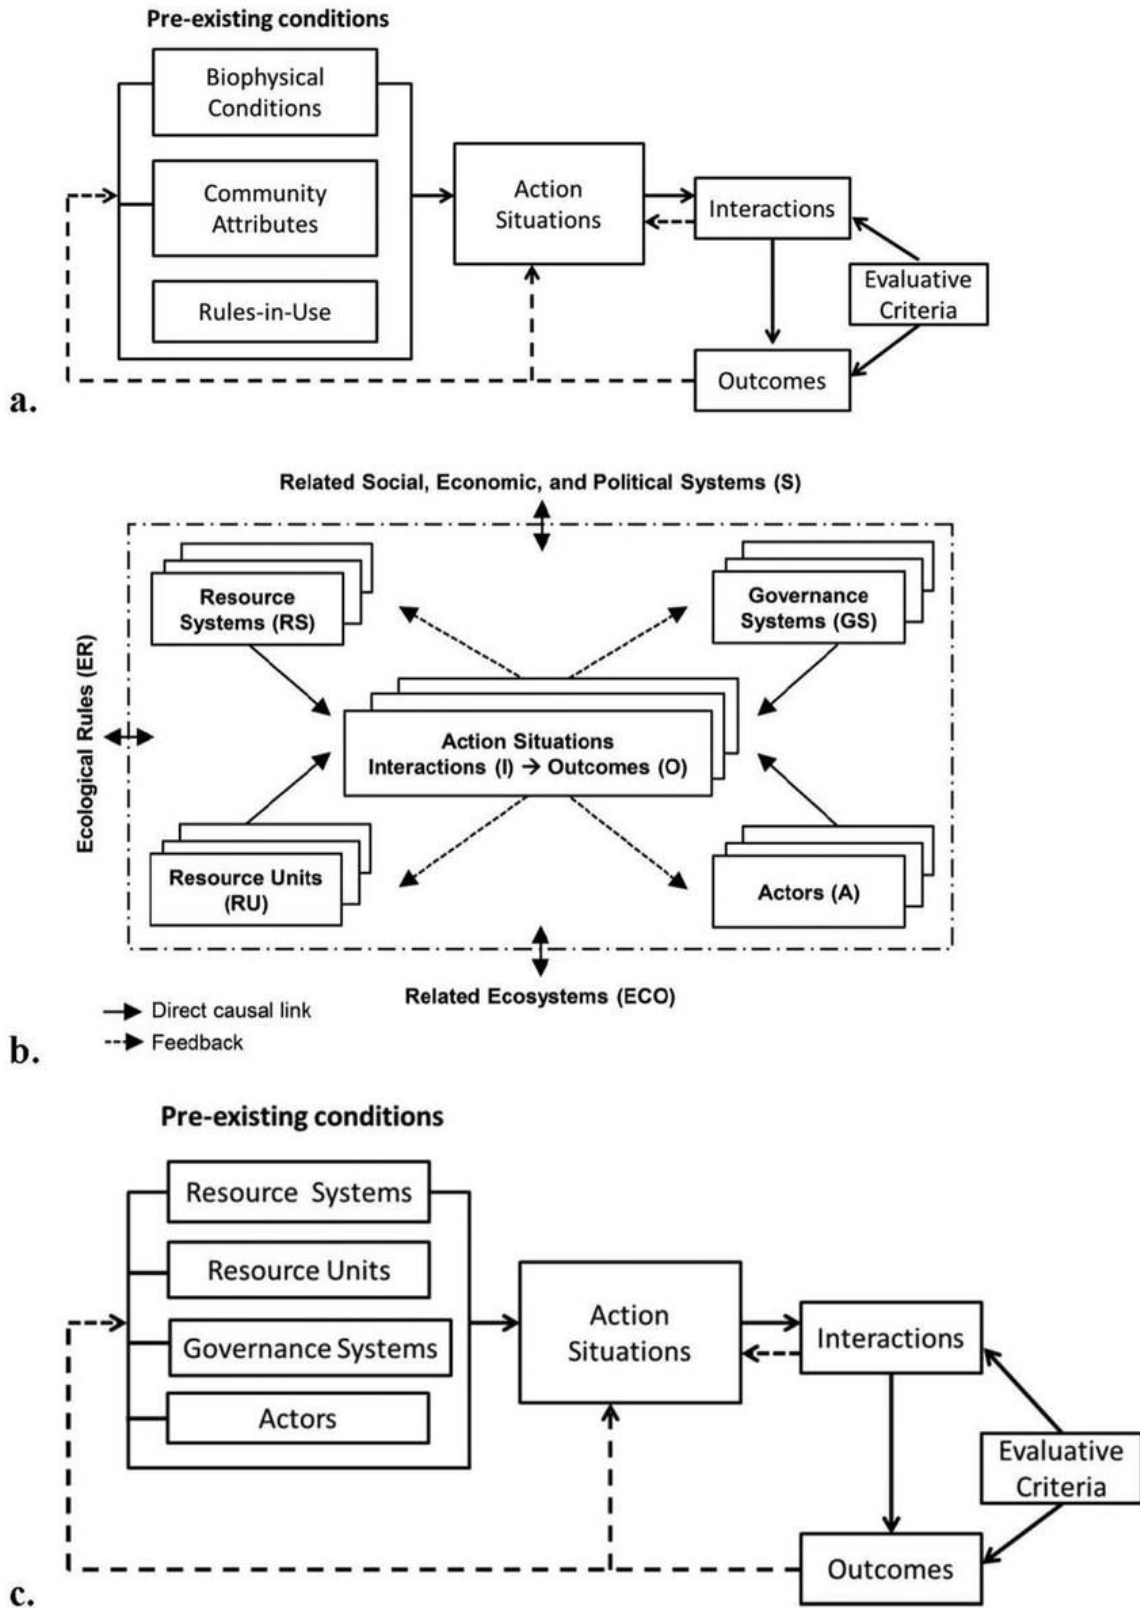 Pre-existing conditions
Biophysical
Conditions
Community
Attributes
Rules-in-Use
Action
Situations
Interactions
Evaluative
Criteria
Outcomes
a.
Related Social, Economic, and Political Systems (S)
Resource
Systems (RS)
Governance
Systems (GS)
Ecological Rules (ER)
Action Situations
Interactions (I) → Outcomes (O)
Resource Units
(RU)
Actors (A)
Related Ecosystems (ECO)
Direct causal link
Feedback
b.
Pre-existing conditions
Resource Systems
Resource Units
Governance Systems
Actors
Action
Situations
Interactions
Evaluative
Criteria
Outcomes
c.